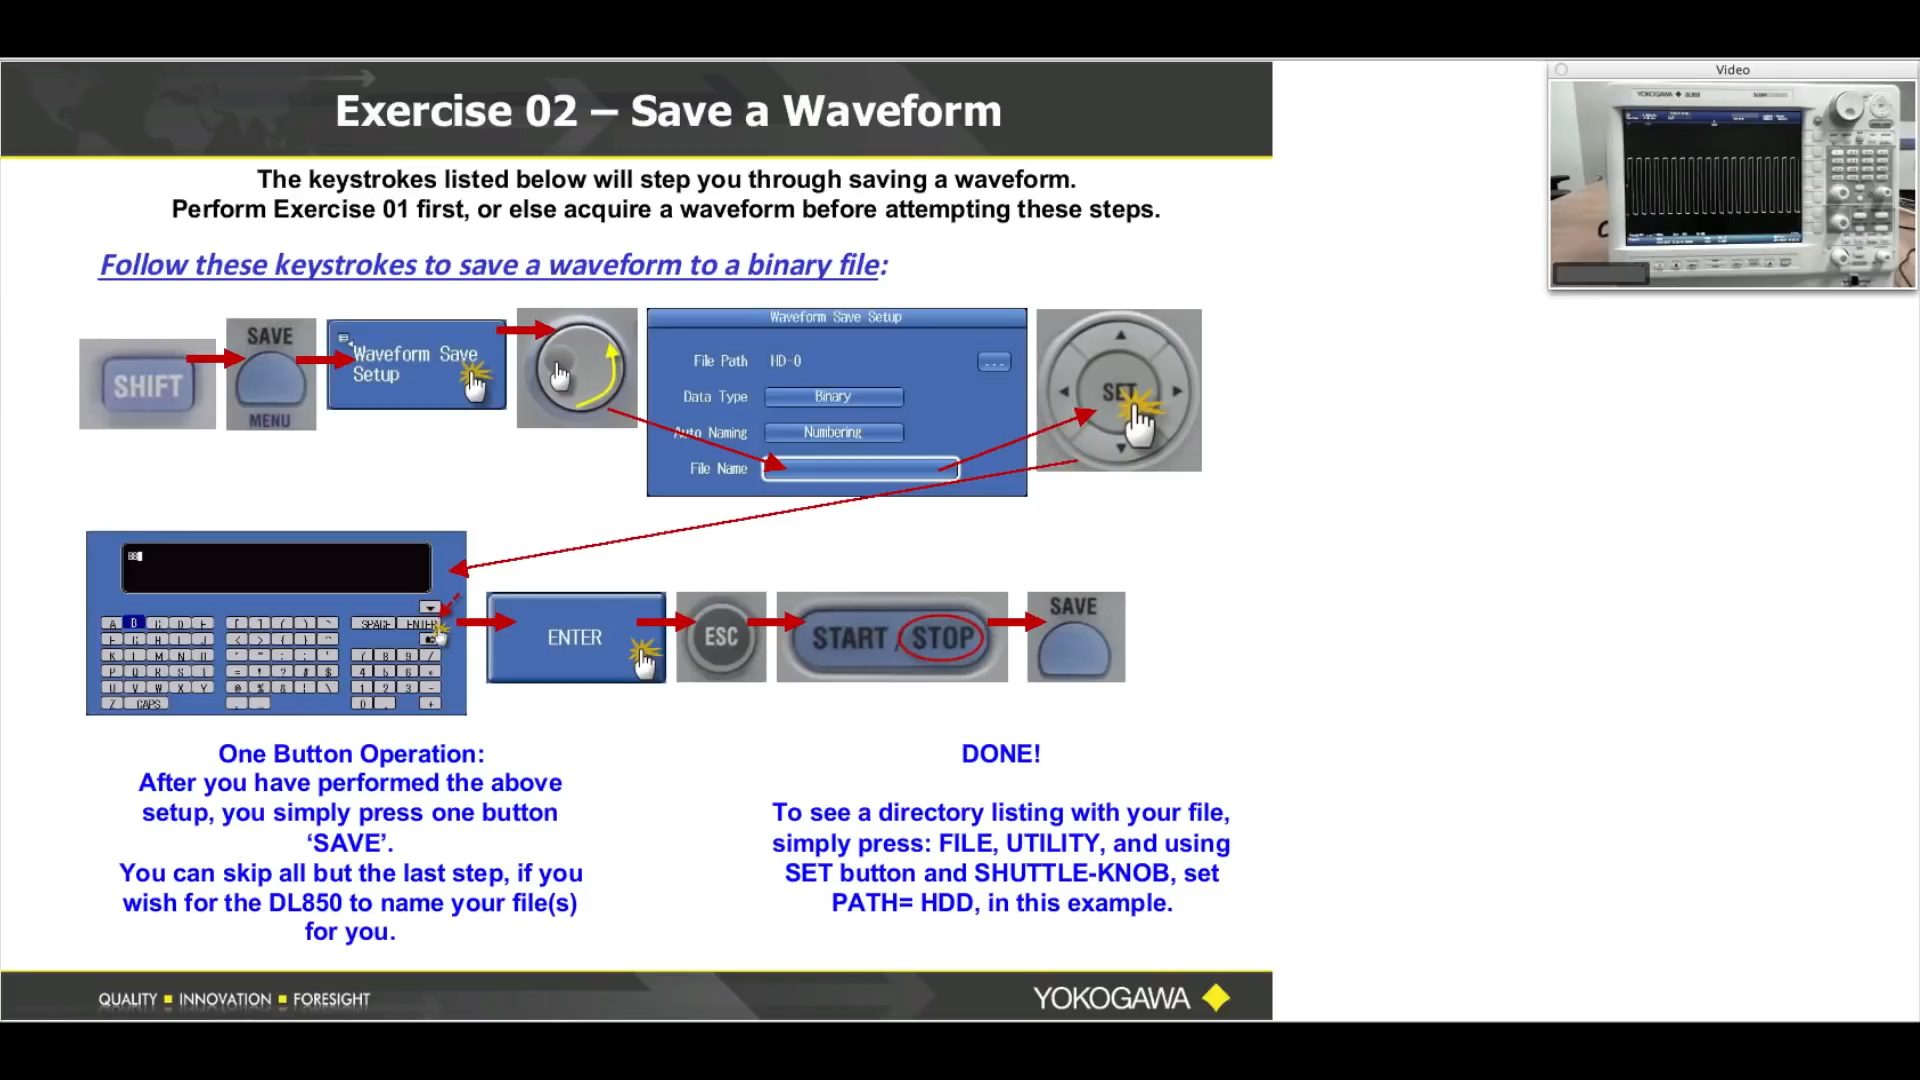 Exercise 02 – Save a Waveform
Video
YOKOGAWA
The keystrokes listed below will step you through saving a waveform.
Perform Exercise 01 first, or else acquire a waveform before attempting these steps.
Follow these keystrokes to save a waveform to a binary file:
SHIFT
SAVE
MENU
Waveform Save
Setup
Waveform Save Setup
File Path HD-0 ...
Data Type Binary
Auto Naming Numbering
File Name
SET
A B C D E
SPACE ENTER
K L M N O
P Q R S T
U V W X Y
Z CAPS
ENTER
ESC
START / STOP
SAVE
One Button Operation:
After you have performed the above
setup, you simply press one button
‘SAVE’.
You can skip all but the last step, if you
wish for the DL850 to name your file(s)
for you.
DONE!
To see a directory listing with your file,
simply press: FILE, UTILITY, and using
SET button and SHUTTLE-KNOB, set
PATH= HDD, in this example.
QUALITY ■ INNOVATION ■ FORESIGHT
YOKOGAWA